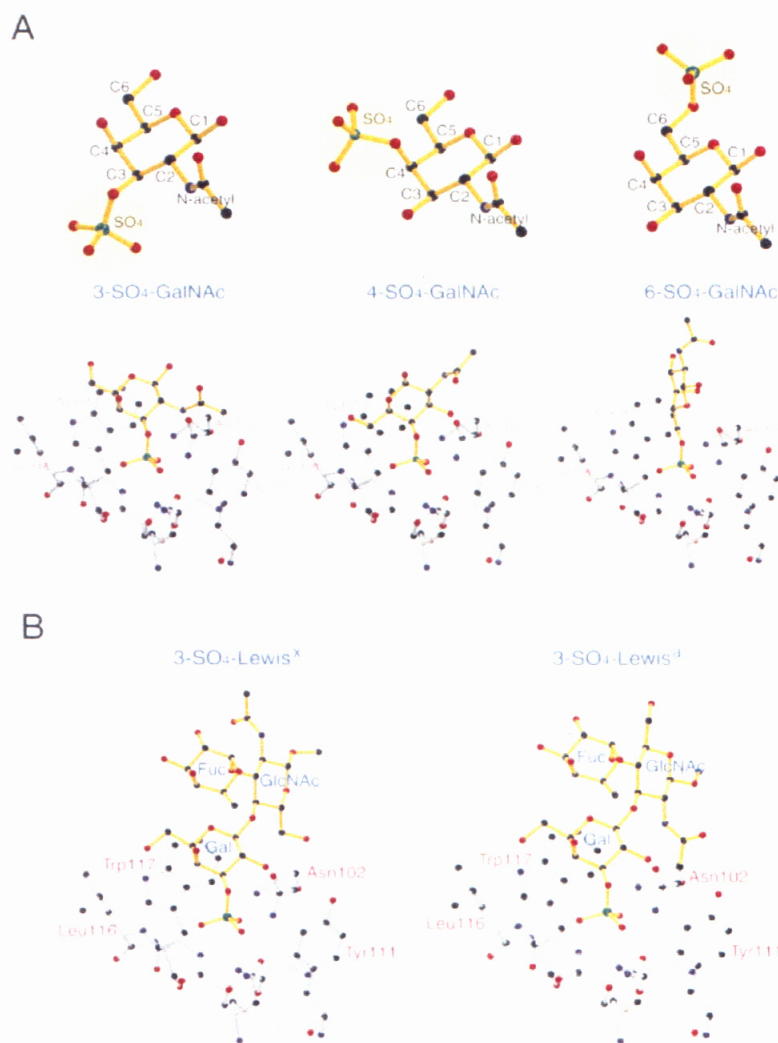 A
C6
C5
C1
C4
C3
C2
SO4
N-acetyl
SO4
C6
C5
C1
C4
C3
C2
N-acetyl
SO4
C6
C5
C1
C4
C3
C2
N-acetyl
3-SO4-GalNAc
4-SO4-GalNAc
6-SO4-GalNAc
B
3-SO4-Lewisx
3-SO4-Lewisa
Fuc
GlcNAc
Gal
Trp117
Asn102
Leu116
Tyr111
Fuc
GlcNAc
Gal
Trp117
Asn102
Leu116
Tyr111